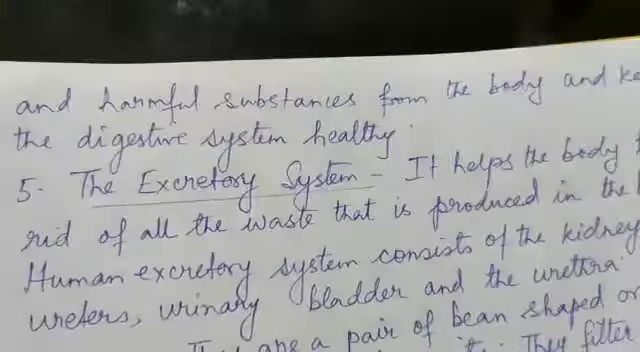 and harmful substances from the body and
the digestive system healthy.
5. The Excretory System - It helps the body
rid of all the waste that is produced in the
Human excretory system consists of the kidney
ureters, urinary bladder and the urethra
are a pair of bean shaped
They filter